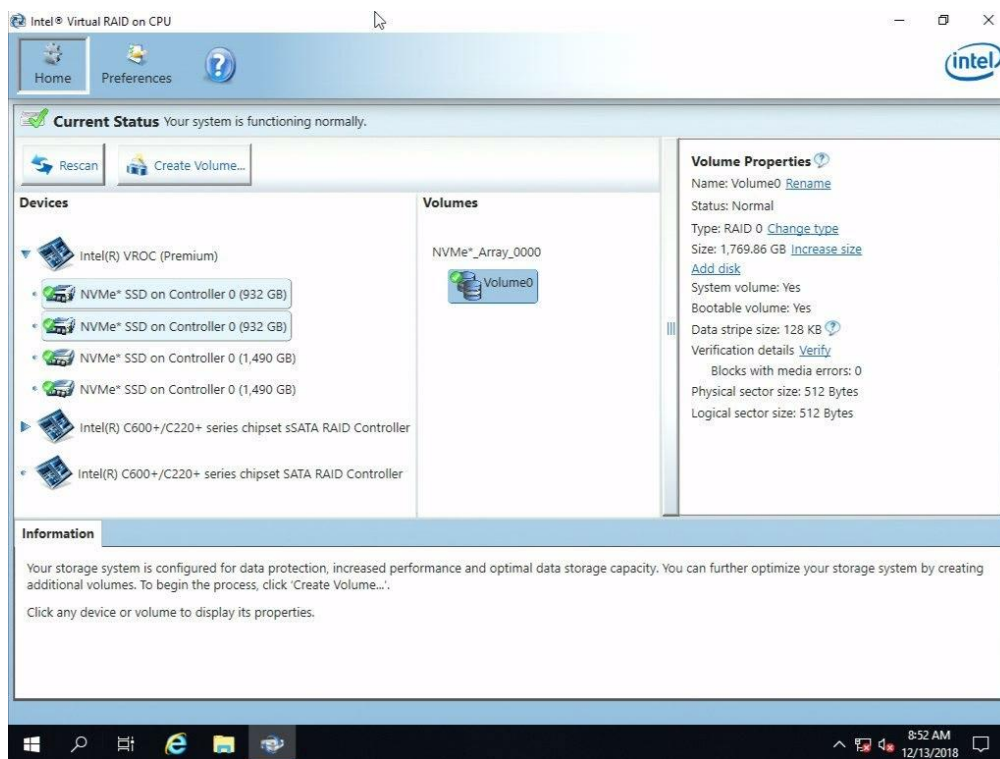 Intel® Virtual RAID on CPU
Home
Preferences
?
intel
Current Status Your system is functioning normally.
Rescan
Create Volume...
Devices
Intel(R) VROC (Premium)
NVMe* SSD on Controller 0 (932 GB)
NVMe* SSD on Controller 0 (932 GB)
NVMe* SSD on Controller 0 (1,490 GB)
NVMe* SSD on Controller 0 (1,490 GB)
Intel(R) C600+/C220+ series chipset sSATA RAID Controller
Intel(R) C600+/C220+ series chipset SATA RAID Controller
Volumes
NVMe*_Array_0000
Volume0
Volume Properties ?
Name: Volume0 Rename
Status: Normal
Type: RAID 0 Change type
Size: 1,769.86 GB Increase size
Add disk
System volume: Yes
Bootable volume: Yes
Data stripe size: 128 KB ?
Verification details Verify
Blocks with media errors: 0
Physical sector size: 512 Bytes
Logical sector size: 512 Bytes
Information
Your storage system is configured for data protection, increased performance and optimal data storage capacity. You can further optimize your storage system by creating
additional volumes. To begin the process, click 'Create Volume...'.
Click any device or volume to display its properties.
8:52 AM
12/13/2018